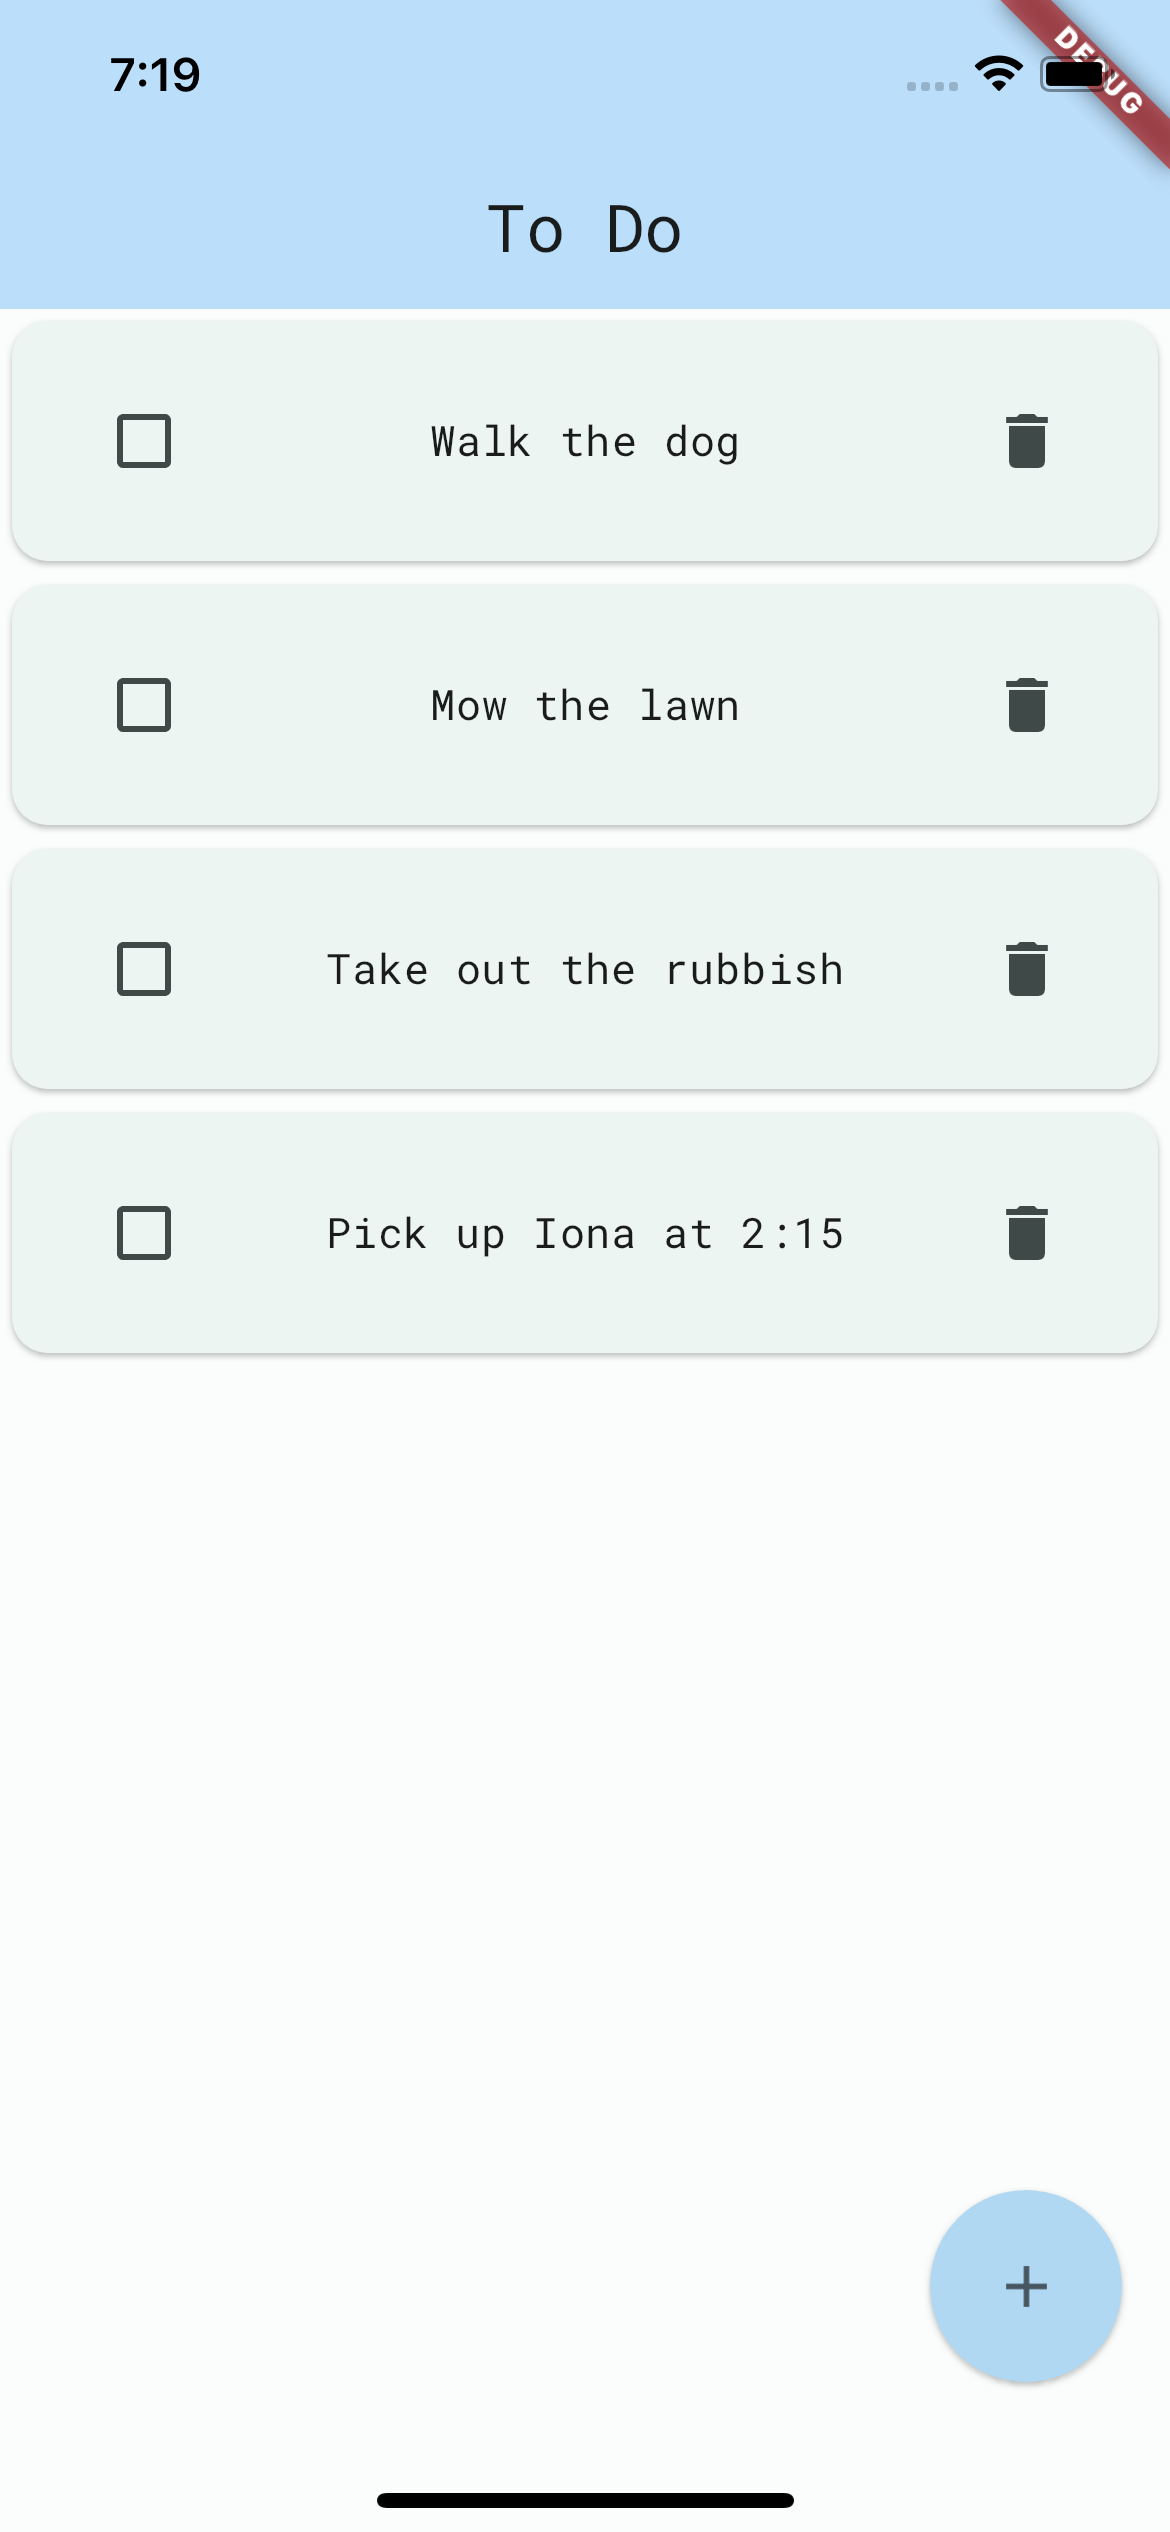 7:19
DEBUG
To Do
Walk the dog
Mow the lawn
Take out the rubbish
Pick up Iona at 2:15